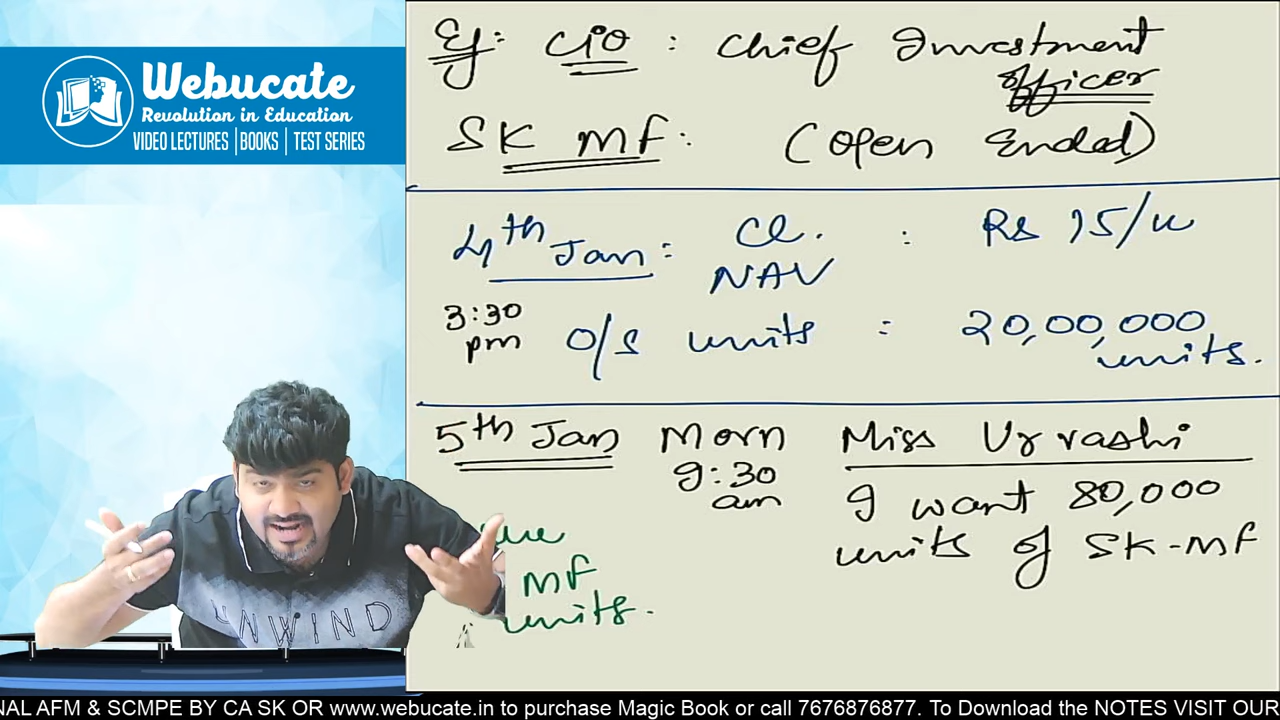 Webucate
Revolution in Education
VIDEO LECTURES | BOOKS | TEST SERIES
Eg: CIO : Chief Investment
officer
SK MF: (Open Ended)
4th Jan: Cl. : Rs 15/u
NAV
3:30
pm
O/S units : 20,00,000
units.
5th Jan Morn Miss Urvashi
9:30
am
I want 80,000
units of SK-MF
MF
units.
UNWIND
NAL AFM & SCMPE BY CA SK OR www.webucate.in to purchase Magic Book or call 7676876877. To Download the NOTES VISIT OUR